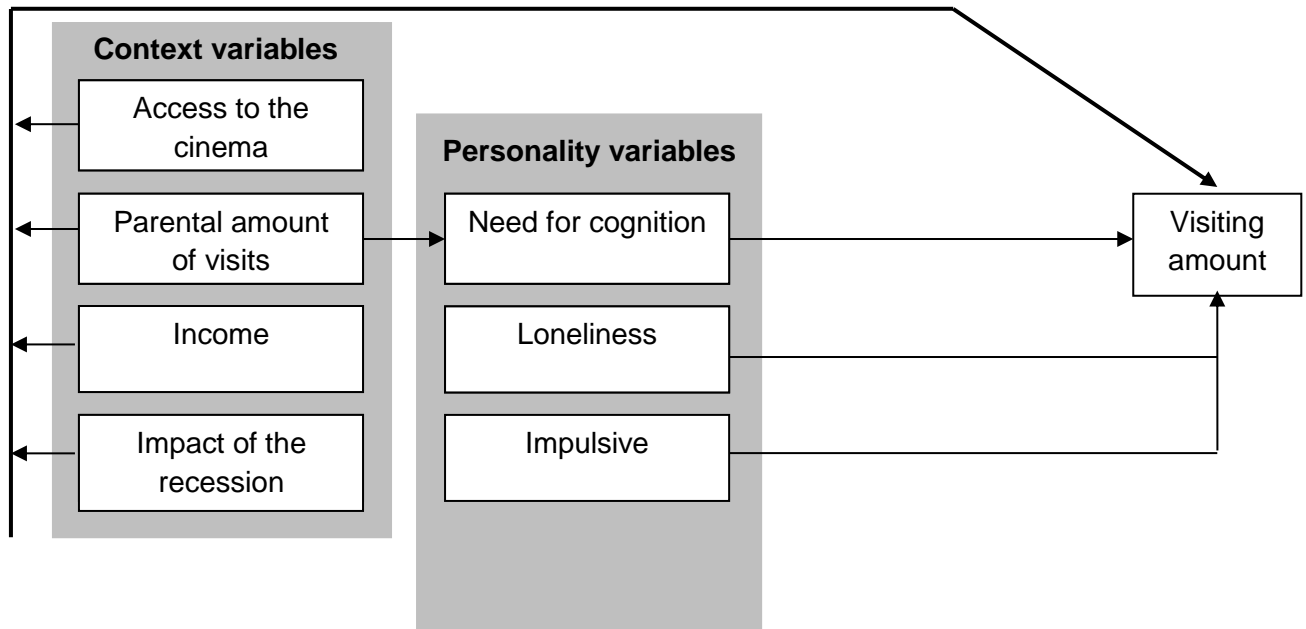 Context variables
Access to the
cinema
Parental amount
of visits
Income
Impact of the
recession
Personality variables
Need for cognition
Loneliness
Impulsive
Visiting
amount